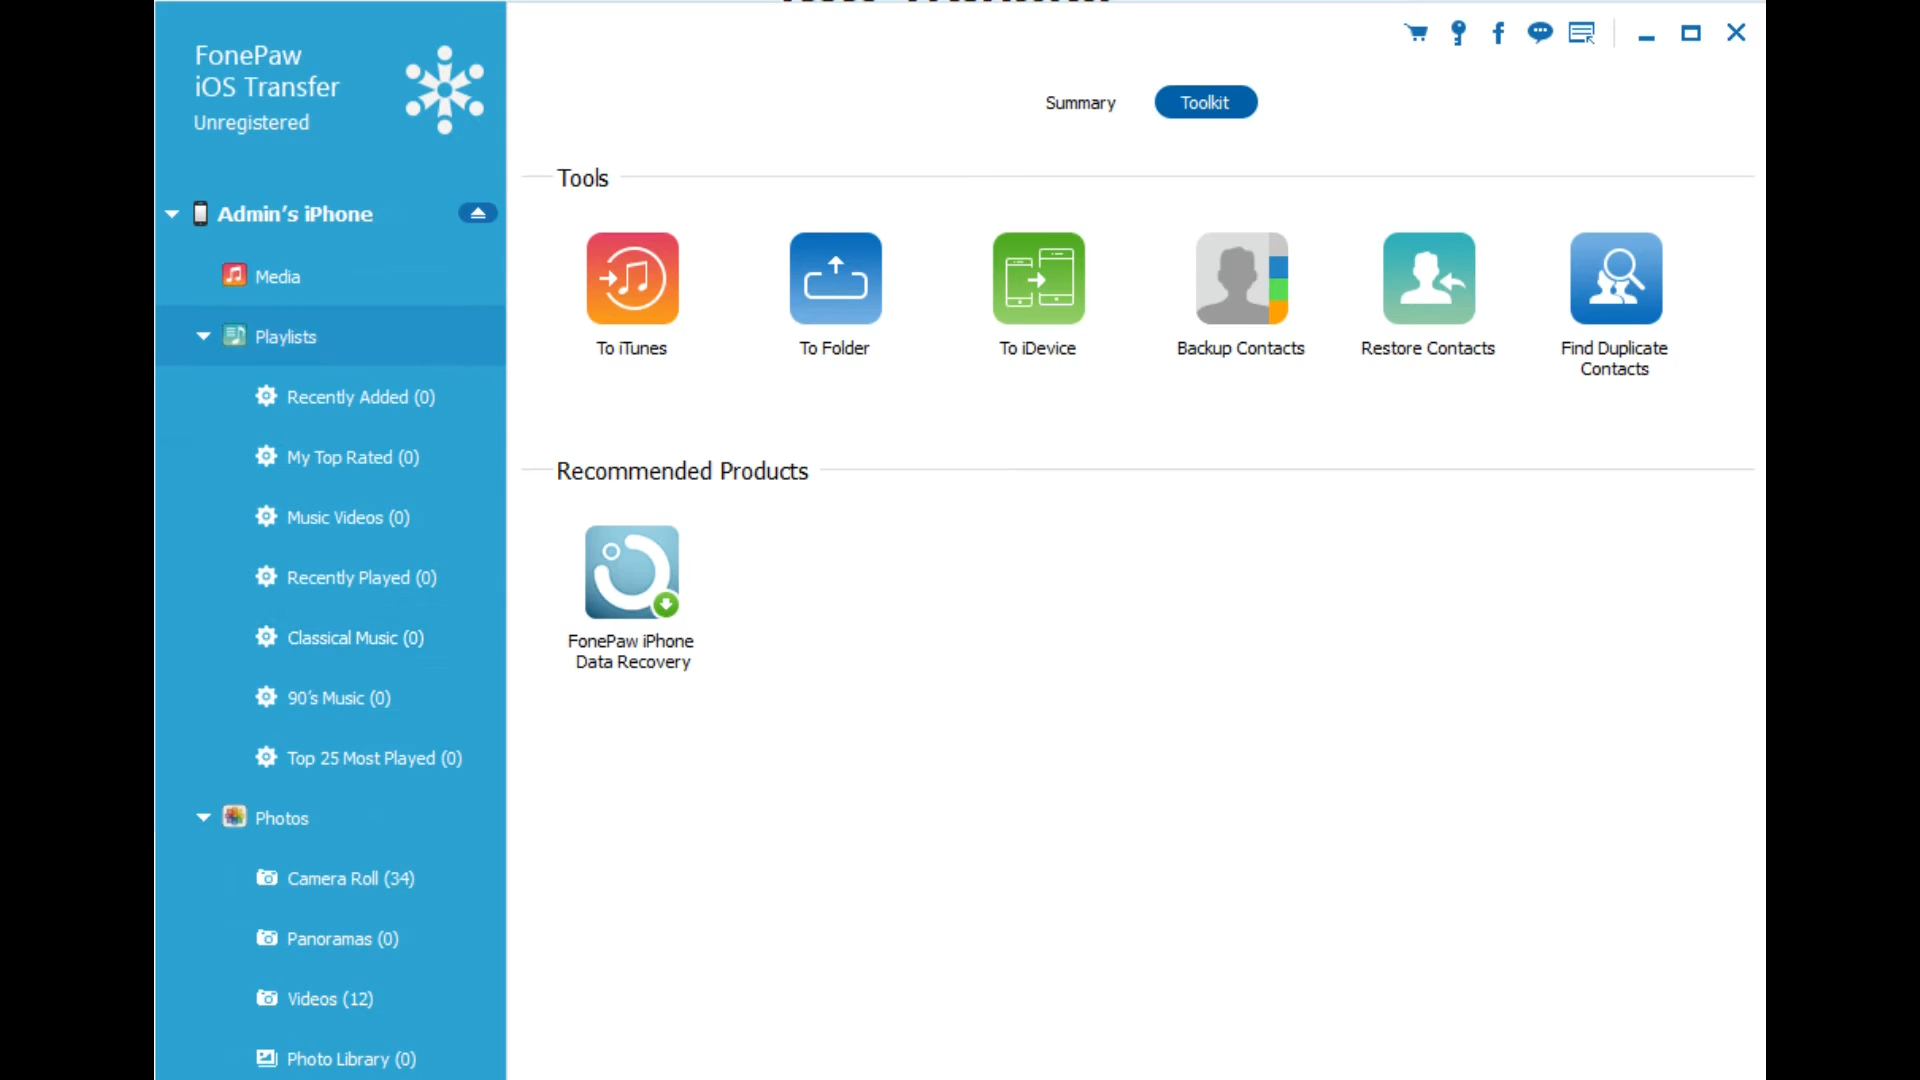 FonePaw
iOS Transfer
Unregistered
Summary
Toolkit
Admin's iPhone
Media
Playlists
Recently Added (0)
My Top Rated (0)
Music Videos (0)
Recently Played (0)
Classical Music (0)
90's Music (0)
Top 25 Most Played (0)
Photos
Camera Roll (34)
Panoramas (0)
Videos (12)
Photo Library (0)
Tools
To iTunes
To Folder
To iDevice
Backup Contacts
Restore Contacts
Find Duplicate
Contacts
Recommended Products
FonePaw iPhone
Data Recovery